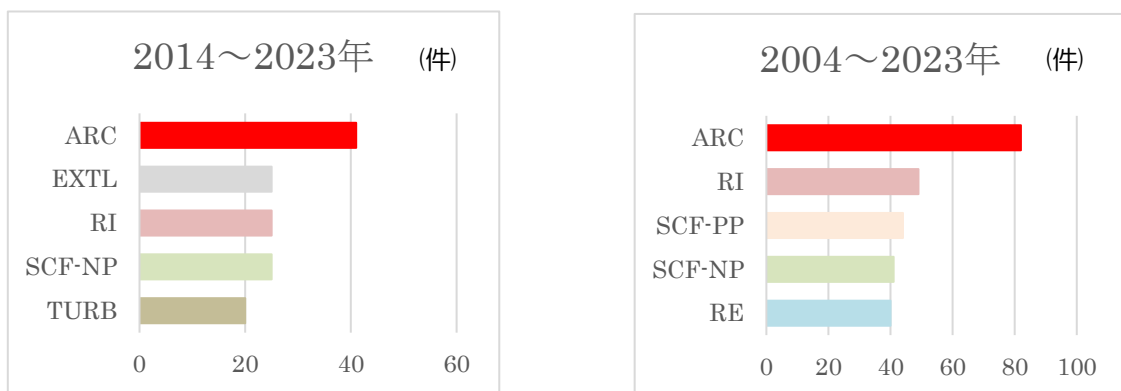 2014～2023年 (件)
ARC
EXTL
RI
SCF-NP
TURB
0 20 40 60
2004～2023年 (件)
ARC
RI
SCF-PP
SCF-NP
RE
0 20 40 60 80 100